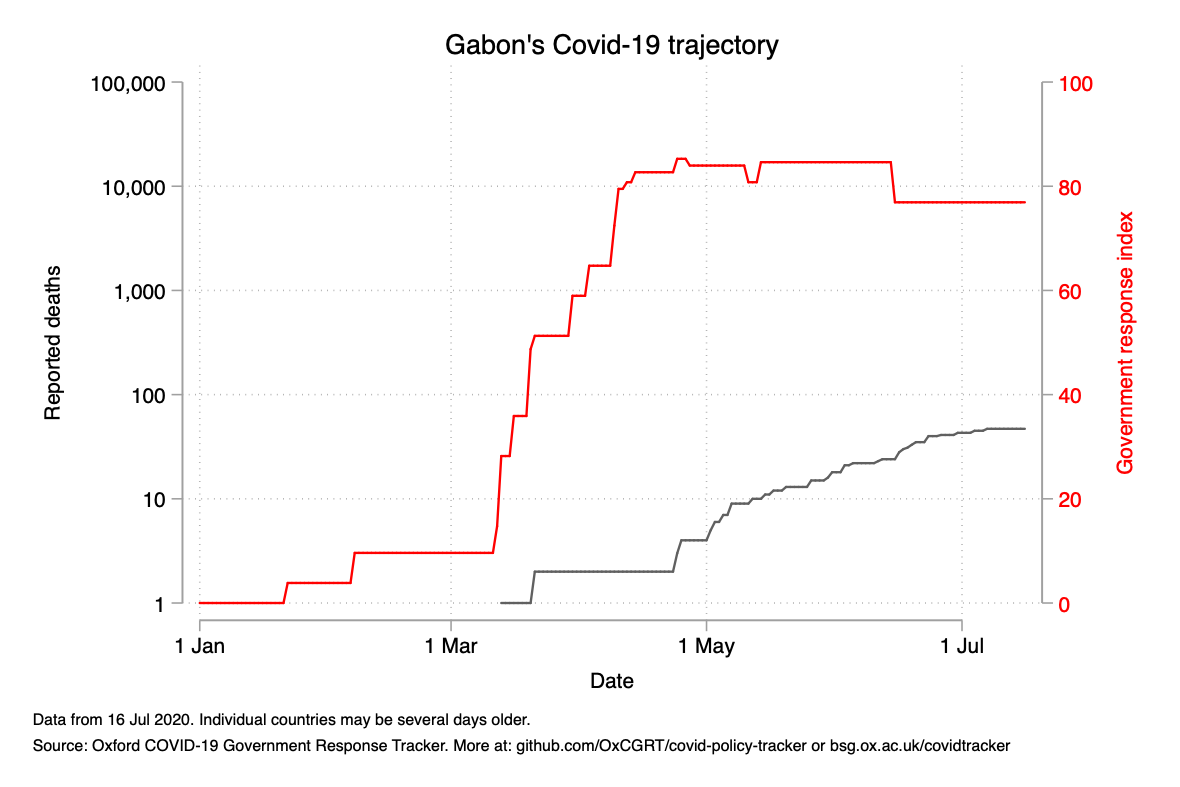 Gabon's Covid-19 trajectory
100,000
10,000
1,000
100
10
1
Reported deaths
100
80
60
40
20
0
Government response index
1 Jan
1 Mar
1 May
1 Jul
Date
Data from 16 Jul 2020. Individual countries may be several days older.
Source: Oxford COVID-19 Government Response Tracker. More at: github.com/OxCGRT/covid-policy-tracker or bsg.ox.ac.uk/covidtracker